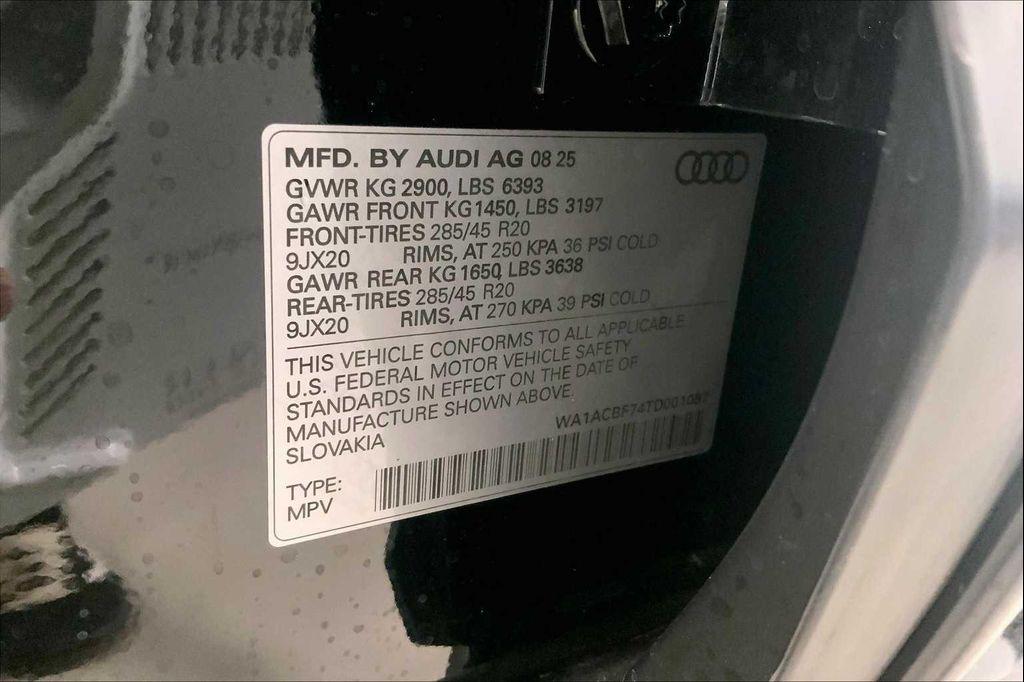 MFD. BY AUDI AG 08 25
GVWR KG 2900, LBS 6393
GAWR FRONT KG1450, LBS 3197
FRONT-TIRES 285/45 R20
9JX20 RIMS, AT 250 KPA 36 PSI COLD
GAWR REAR KG 1650, LBS 3638
REAR-TIRES 285/45 R20
9JX20 RIMS, AT 270 KPA 39 PSI COLD
THIS VEHICLE CONFORMS TO ALL APPLICABLE
U.S. FEDERAL MOTOR VEHICLE SAFETY
STANDARDS IN EFFECT ON THE DATE OF
MANUFACTURE SHOWN ABOVE.
SLOVAKIA
WA1ACBF74TD001087
TYPE:
MPV